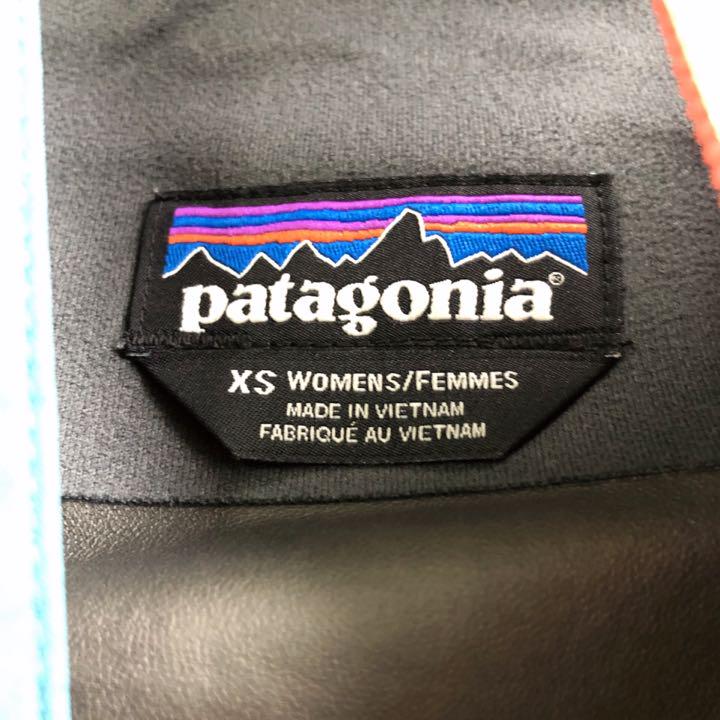 patagonia®
XS WOMENS/FEMMES
MADE IN VIETNAM
FABRIQUÉ AU VIETNAM